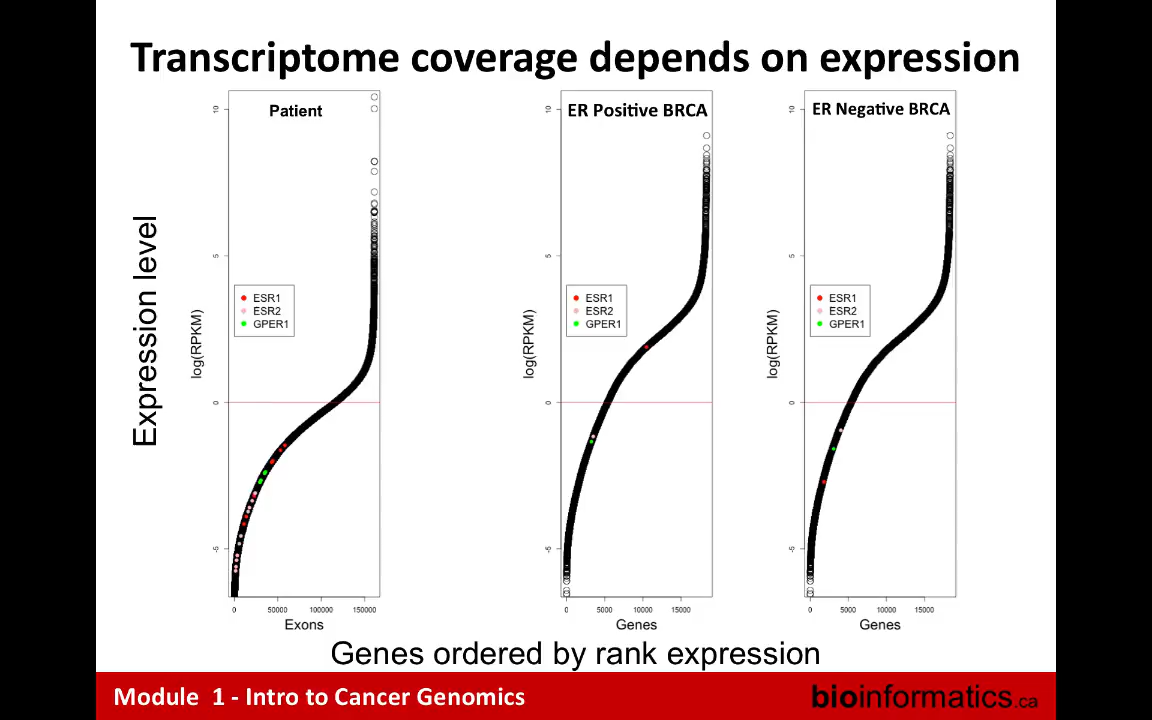 Transcriptome coverage depends on expression
Patient
ER Positive BRCA
ER Negative BRCA
Expression level
log(RPKM)
10
5
0
-5
ESR1
ESR2
GPER1
0 50000 100000 150000
Exons
log(RPKM)
10
5
0
-5
ESR1
ESR2
GPER1
0 5000 10000 15000
Genes
log(RPKM)
10
5
0
-5
ESR1
ESR2
GPER1
0 5000 10000 15000
Genes
Genes ordered by rank expression
Module 1 - Intro to Cancer Genomics
bioinformatics.ca